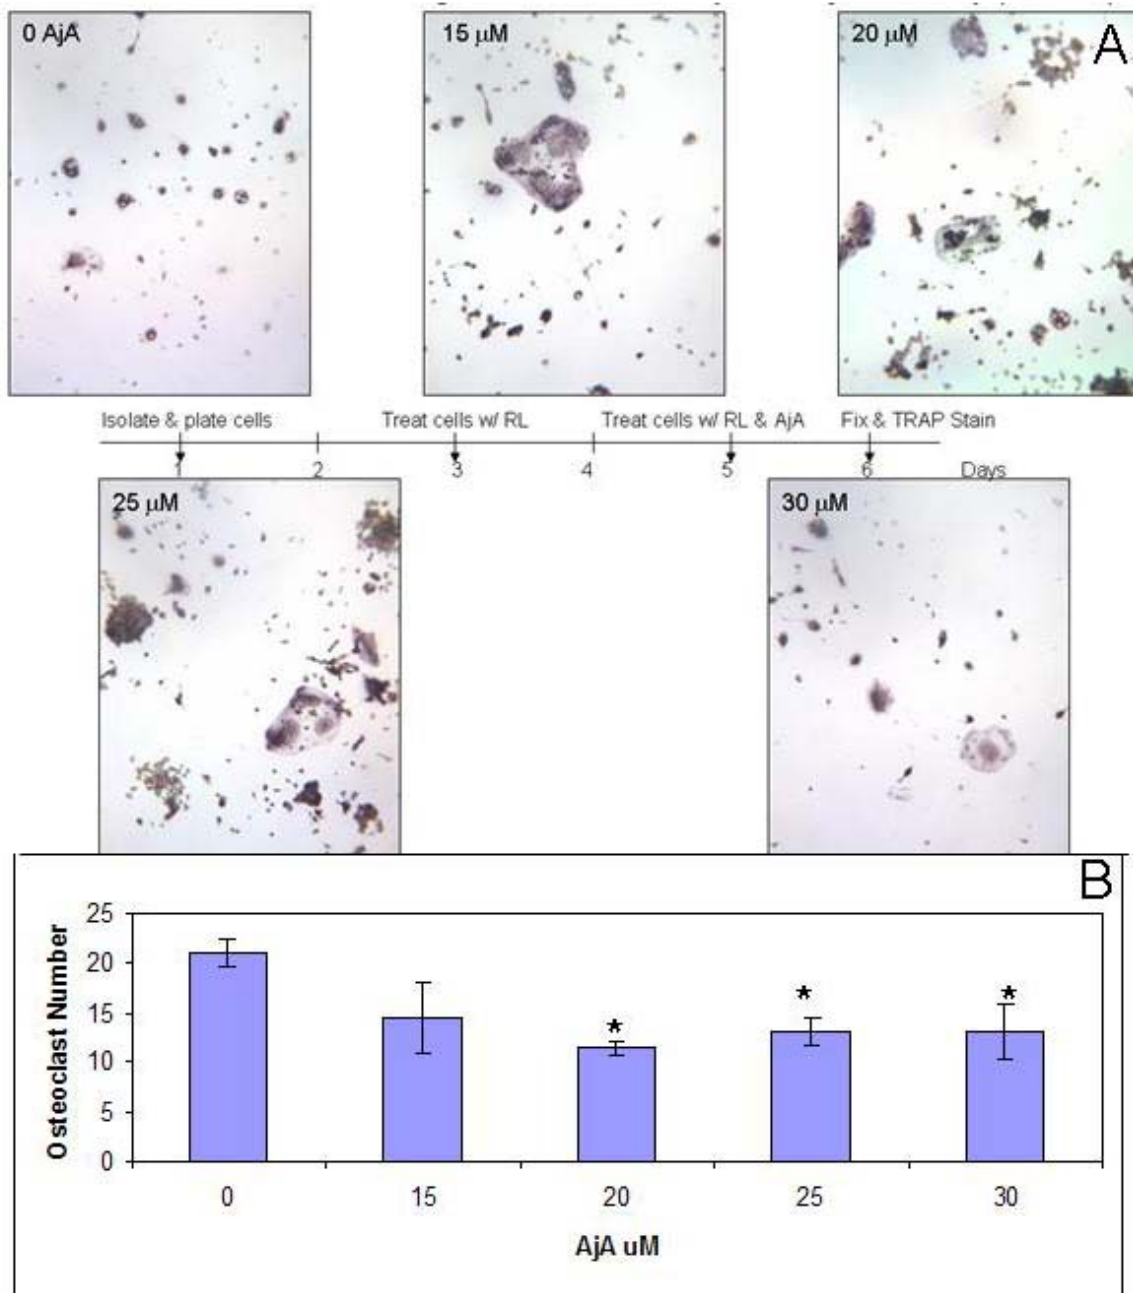 0 AjA
15 µM
20 µM
A
Isolate & plate cells
Treat cells w/ RL
Treat cells w/ RL & AjA
Fix & TRAP Stain
1 2 3 4 5 6 Days
25 µM
30 µM
B
Osteoclast Number
25
20
15
10
5
0
* * *
0 15 20 25 30
AjA uM